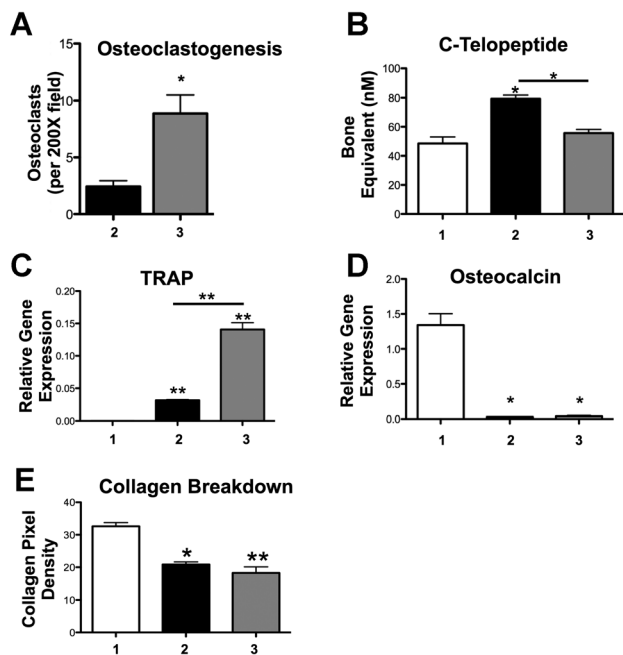 A
Osteoclastogenesis
Osteoclasts
(per 200X field)
15
10
5
0
*
2 3
B
C-Telopeptide
Bone
Equivalent (nM)
100
80
60
40
20
0
*
*
1 2 3
C
TRAP
Relative Gene
Expression
0.20
0.15
0.10
0.05
0.00
**
**
**
1 2 3
D
Osteocalcin
Relative Gene
Expression
2.0
1.5
1.0
0.5
0.0
* *
1 2 3
E
Collagen Breakdown
Collagen Pixel
Density
40
30
20
10
0
* **
1 2 3